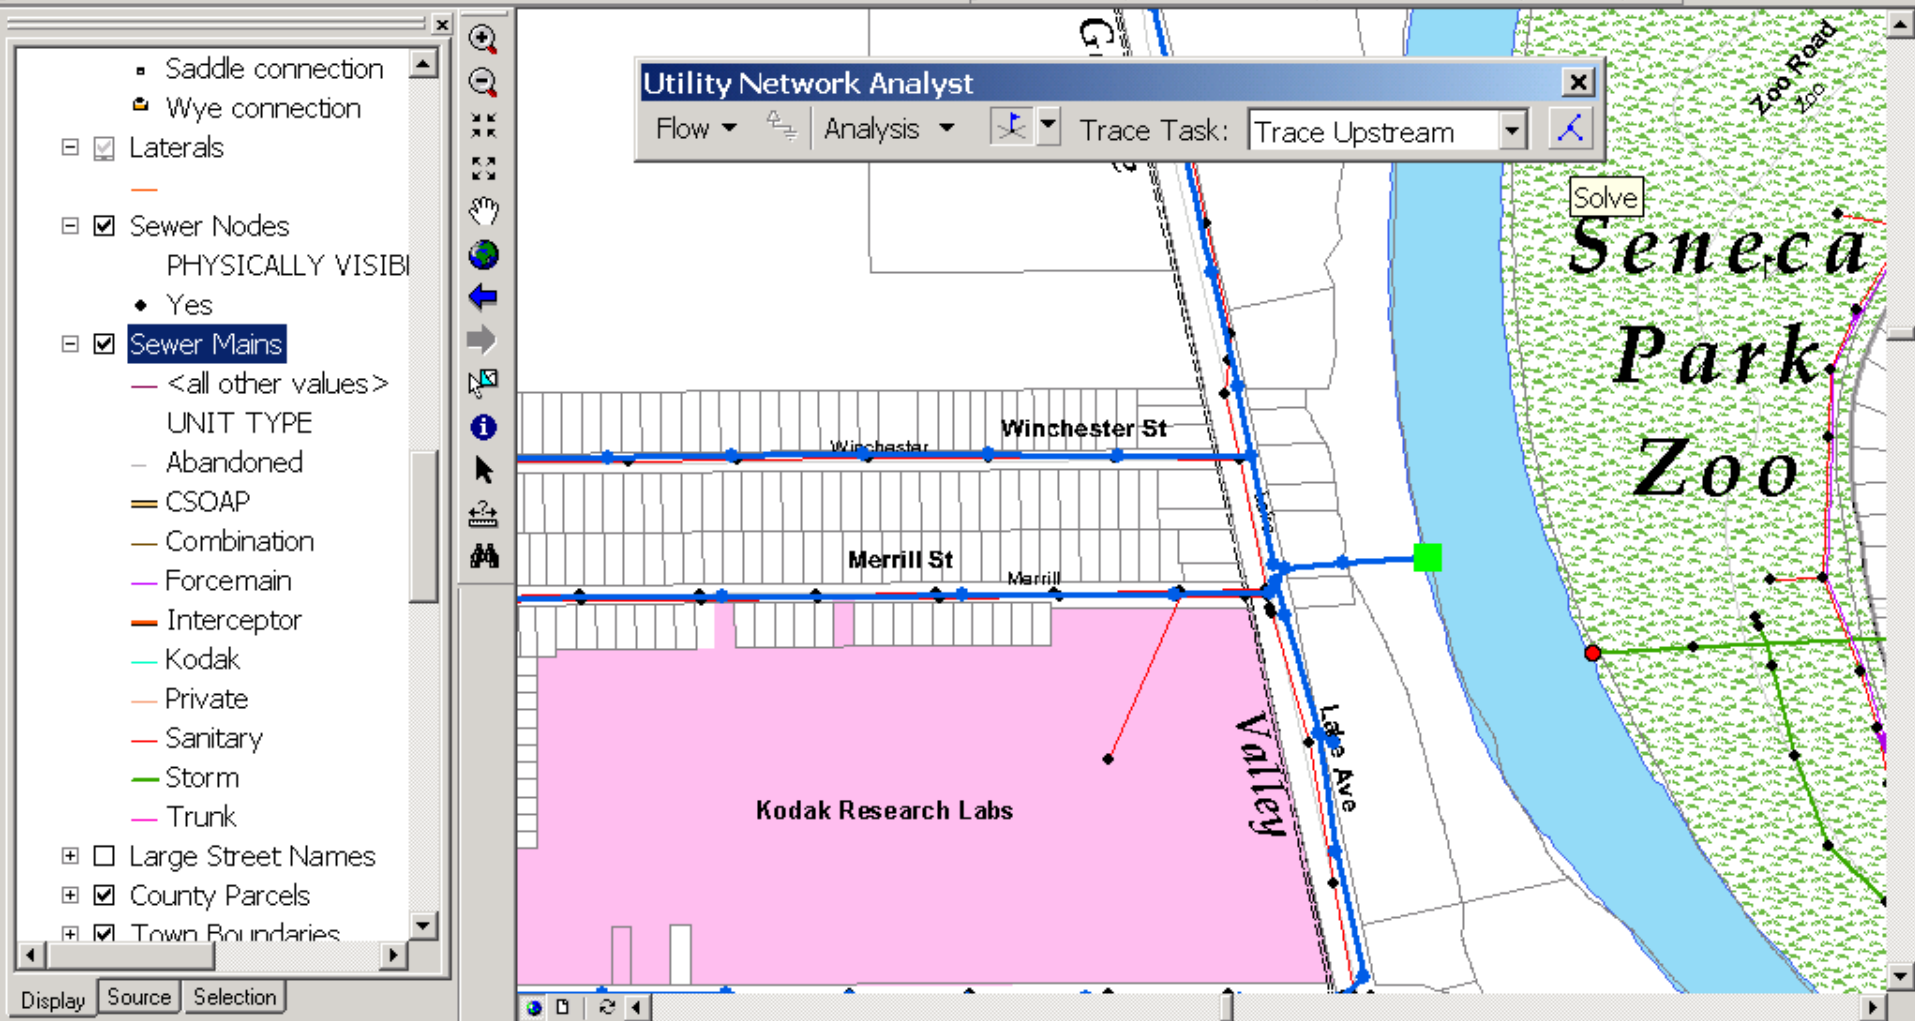 Saddle connection
Wye connection
Laterals
Sewer Nodes
PHYSICALLY VISIBI
Yes
Sewer Mains
<all other values>
UNIT TYPE
Abandoned
CSOAP
Combination
Forcemain
Interceptor
Kodak
Private
Sanitary
Storm
Trunk
Large Street Names
County Parcels
Town Boundaries
Display
Source
Selection
Utility Network Analyst
Flow
Analysis
Trace Task:
Trace Upstream
Solve
Zoo Road
Zoo
Seneca
Park
Zoo
Winchester St
Winchester
Merrill St
Merrill
Lake Ave
Valley
Kodak Research Labs